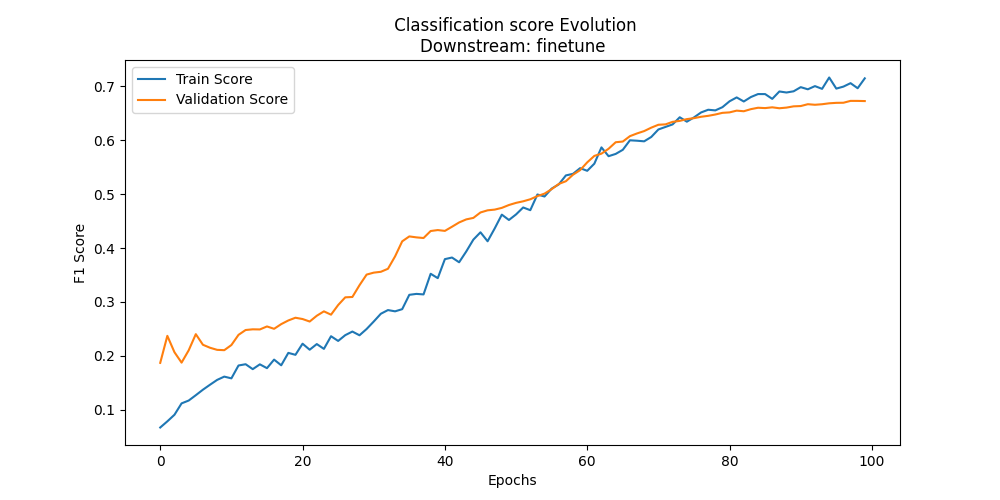 Classification score Evolution
Downstream: finetune
Train Score
Validation Score
F1 Score
0.7
0.6
0.5
0.4
0.3
0.2
0.1
0 20 40 60 80 100
Epochs